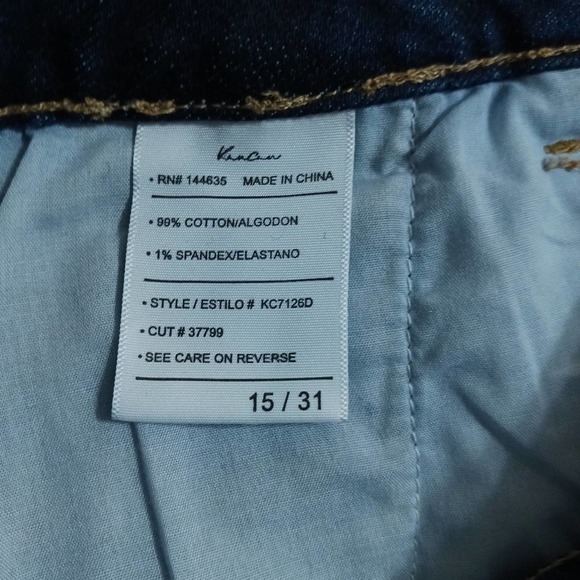 KanCan
• RN# 144635 MADE IN CHINA
• 99% COTTON/ALGODON
• 1% SPANDEX/ELASTANO
• STYLE / ESTILO # KC7126D
• CUT # 37799
• SEE CARE ON REVERSE
15 / 31